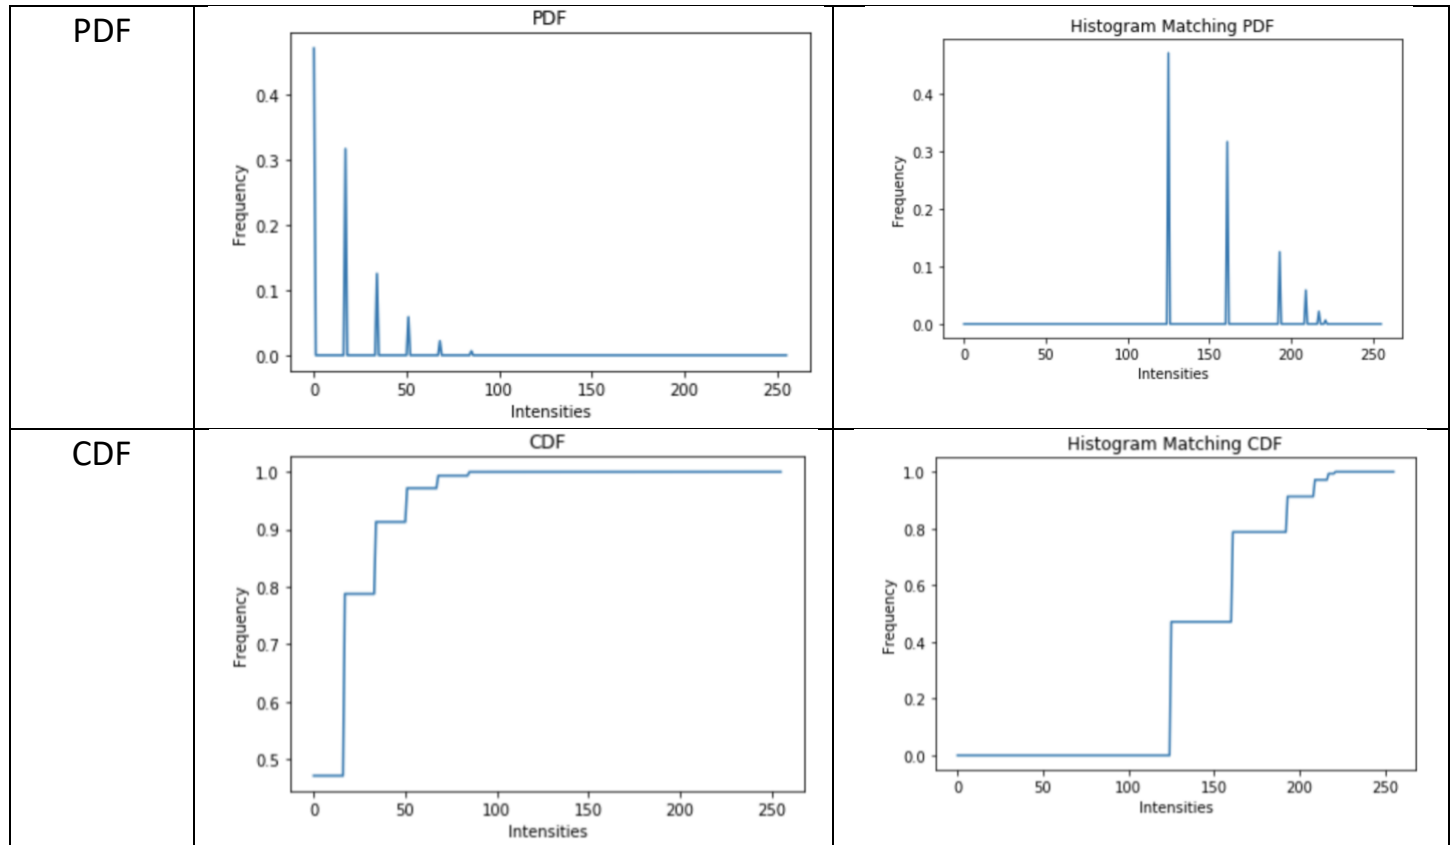 PDF
PDF
0.4
0.3
0.2
0.1
0.0
Frequency
0 50 100 150 200 250
Intensities
Histogram Matching PDF
0.4
0.3
0.2
0.1
0.0
Frequency
0 50 100 150 200 250
Intensities
CDF
CDF
1.0
0.9
0.8
0.7
0.6
0.5
Frequency
0 50 100 150 200 250
Intensities
Histogram Matching CDF
1.0
0.8
0.6
0.4
0.2
0.0
Frequency
0 50 100 150 200 250
Intensities